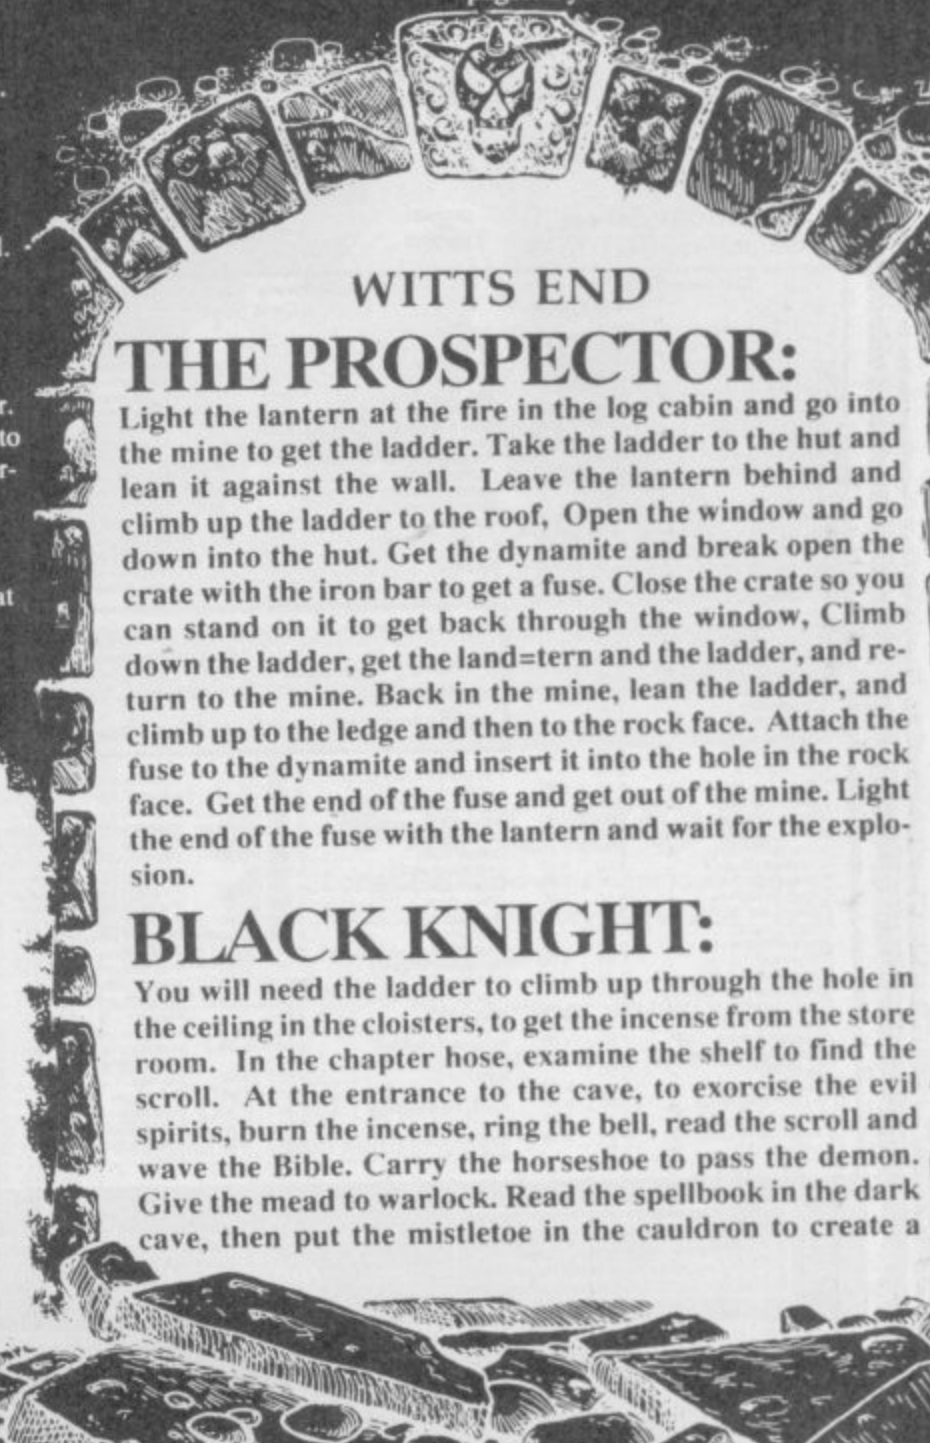 WITTS END
THE PROSPECTOR:
Light the lantern at the fire in the log cabin and go into
the mine to get the ladder. Take the ladder to the hut and
lean it against the wall. Leave the lantern behind and
climb up the ladder to the roof, Open the window and go
down into the hut. Get the dynamite and break open the
crate with the iron bar to get a fuse. Close the crate so you
can stand on it to get back through the window, Climb
down the ladder, get the land=tern and the ladder, and re-
turn to the mine. Back in the mine, lean the ladder, and
climb up to the ledge and then to the rock face. Attach the
fuse to the dynamite and insert it into the hole in the rock
face. Get the end of the fuse and get out of the mine. Light
the end of the fuse with the lantern and wait for the explo-
sion.
BLACK KNIGHT:
You will need the ladder to climb up through the hole in
the ceiling in the cloisters, to get the incense from the store
room. In the chapter hose, examine the shelf to find the
scroll. At the entrance to the cave, to exorcise the evil
spirits, burn the incense, ring the bell, read the scroll and
wave the Bible. Carry the horseshoe to pass the demon.
Give the mead to warlock. Read the spellbook in the dark
cave, then put the mistletoe in the cauldron to create a